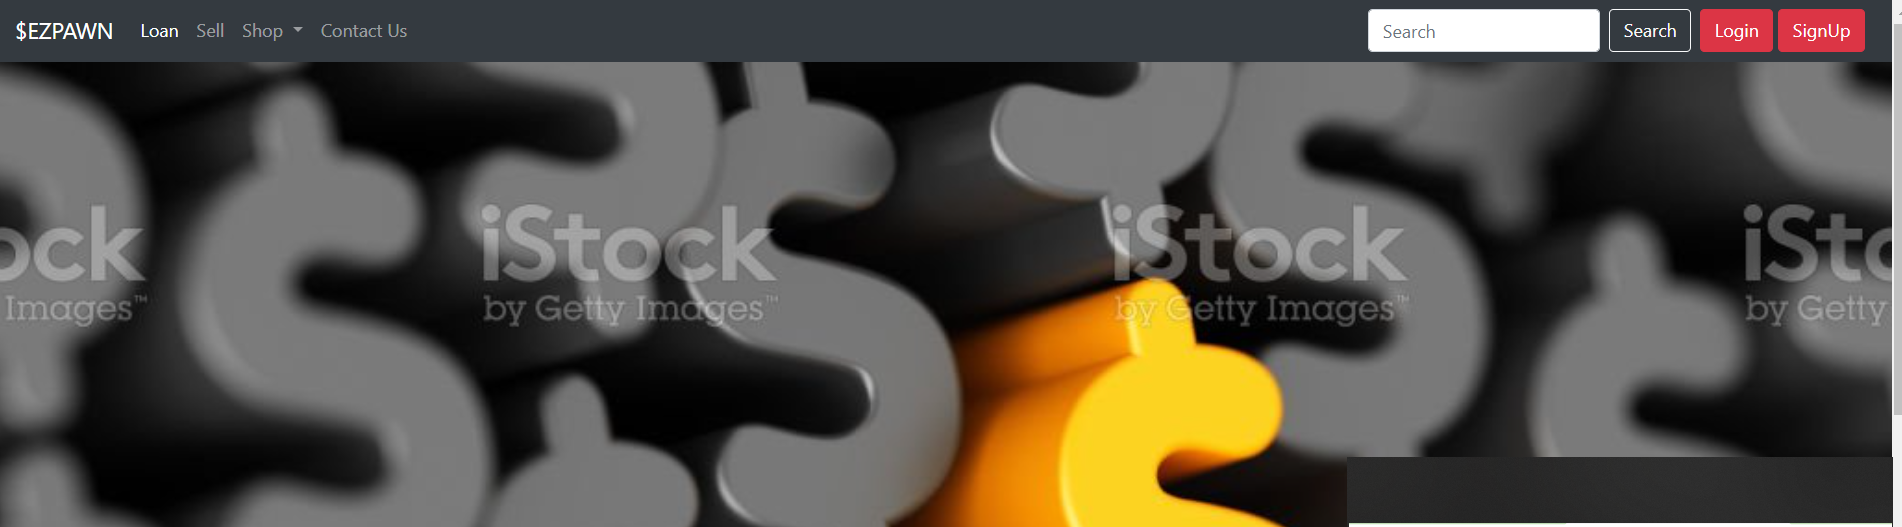 $EZPAWN Loan Sell Shop Contact Us Search Search Login SignUp
ock iStock iStock iSto
Images™ by Getty Images™ by Getty Images™ by Getty